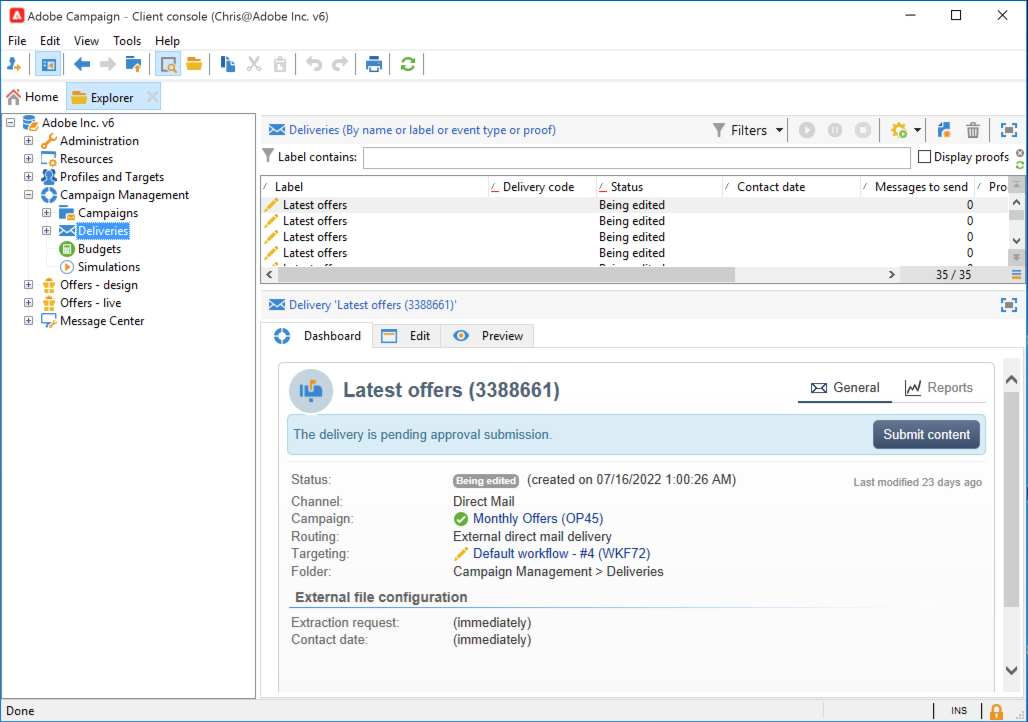 Adobe Campaign - Client console (Chris@Adobe Inc. v6)
File Edit View Tools Help
Home Explorer
Adobe Inc. v6
Administration
Resources
Profiles and Targets
Campaign Management
Campaigns
Deliveries
Budgets
Simulations
Offers - design
Offers - live
Message Center
Deliveries (By name or label or event type or proof) Filters
Label contains: Display proofs
Label Delivery code Status Contact date Messages to send Pro
Latest offers Being edited 0
Latest offers Being edited 0
Latest offers Being edited 0
Latest offers Being edited 0
35 / 35
Delivery 'Latest offers (3388661)'
Dashboard Edit Preview
Latest offers (3388661) General Reports
The delivery is pending approval submission. Submit content
Status: Being edited (created on 07/16/2022 1:00:26 AM) Last modified 23 days ago
Channel: Direct Mail
Campaign: Monthly Offers (OP45)
Routing: External direct mail delivery
Targeting: Default workflow - #4 (WKF72)
Folder: Campaign Management > Deliveries
External file configuration
Extraction request: (immediately)
Contact date: (immediately)
Done INS